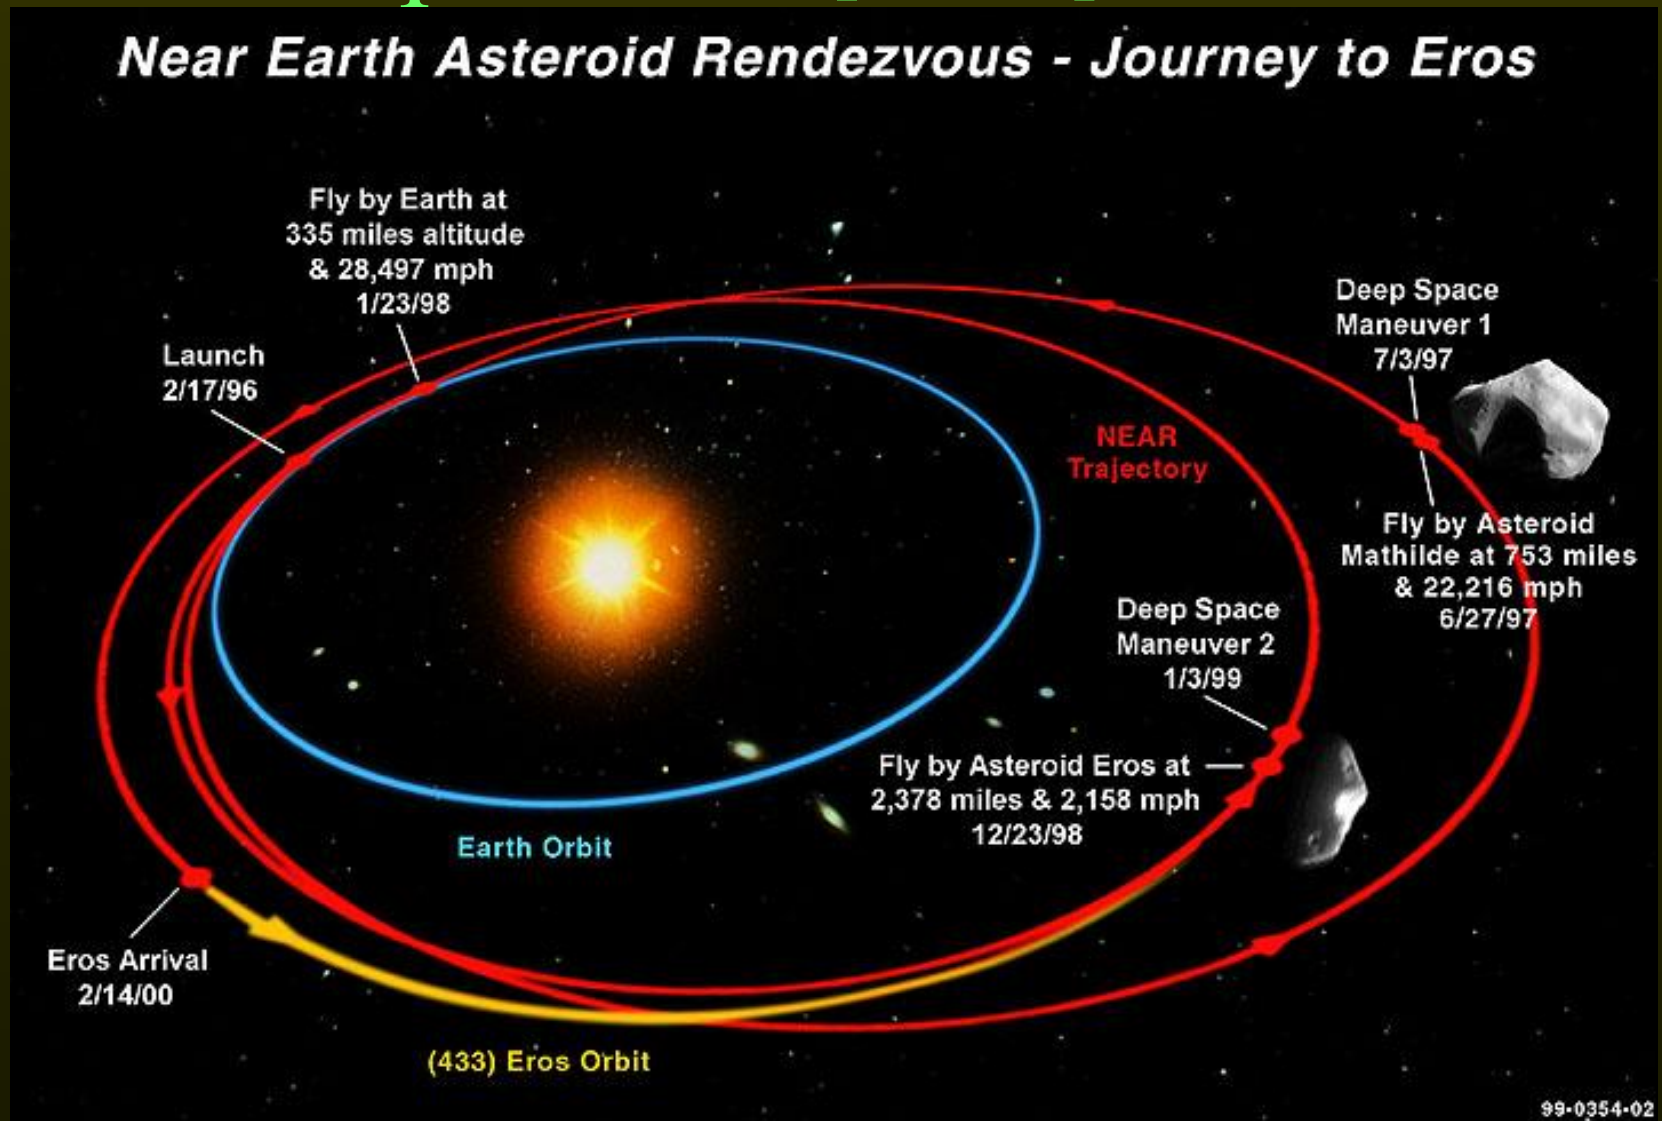 Near Earth Asteroid Rendezvous - Journey to Eros
Fly by Earth at
335 miles altitude
& 28,497 mph
1/23/98
Launch
2/17/96
Deep Space
Maneuver 1
7/3/97
NEAR
Trajectory
Fly by Asteroid
Mathilde at 753 miles
& 22,216 mph
6/27/97
Deep Space
Maneuver 2
1/3/99
Fly by Asteroid Eros at
2,378 miles & 2,158 mph
12/23/98
Earth Orbit
Eros Arrival
2/14/00
(433) Eros Orbit
99-0354-02